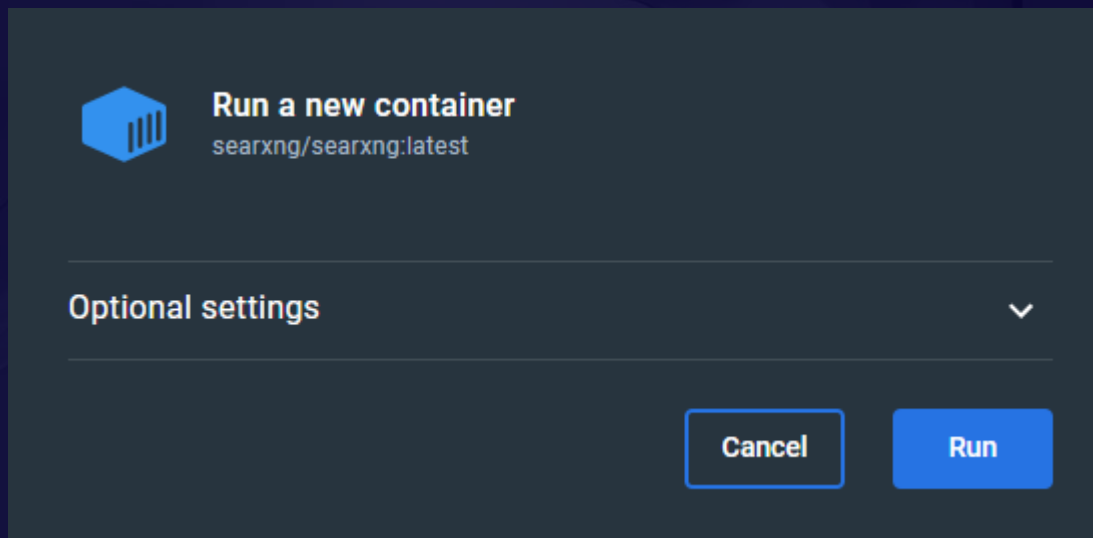 Run a new container
searxng/searxng:latest
Optional settings
Cancel
Run